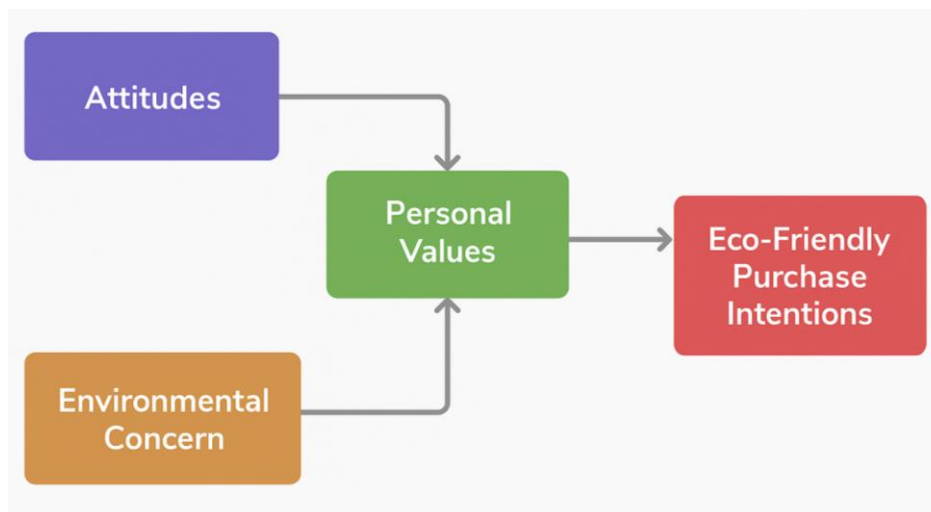 Attitudes
Personal
Values
Eco-Friendly
Purchase
Intentions
Environmental
Concern